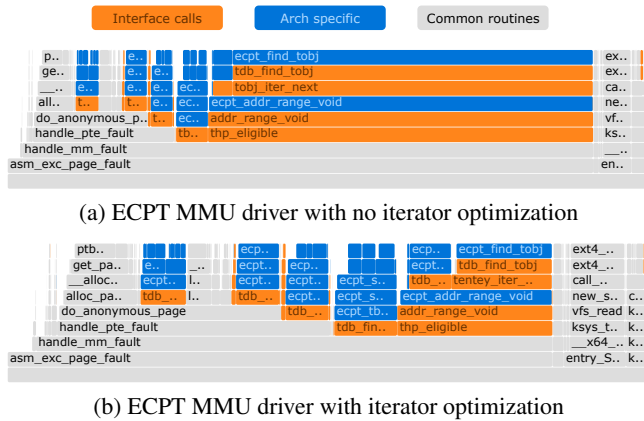 Interface calls Arch specific Common routines
p.. e.. ecpt_find_tobj ex..
ge.. e.. e.. tdb_find_tobj ex..
__.. e.. e.. e.. ec.. tobj_iter_next ca..
all.. t.. t.. e.. ec.. ecpt_addr_range_void ne..
do_anonymous_p.. t.. ec.. addr_range_void vf..
handle_pte_fault tb.. thp_eligible ks..
handle_mm_fault __..
asm_exc_page_fault en..
(a) ECPT MMU driver with no iterator optimization
ptb.. ecp.. ecp.. ecpt_find_tobj ext4_..
get_pa.. e.. _.. ecpt.. ecp.. ecpt.. tdb_find_tobj ext4_..
__alloc.. ecpt.. l.. ecpt.. ecpt.. ecpt_s.. tdb_.. tentey_iter_.. call_..
alloc_pa.. tdb_.. l.. tdb_.. ecpt.. ecpt_s.. ecpt_addr_range_void new_s.. c..
do_anonymous_page tdb_.. ecpt_tb.. addr_range_void vfs_read k..
handle_pte_fault tdb_fin.. thp_eligible ksys_t.. k..
handle_mm_fault __x64_.. k..
asm_exc_page_fault entry_S.. k..
(b) ECPT MMU driver with iterator optimization